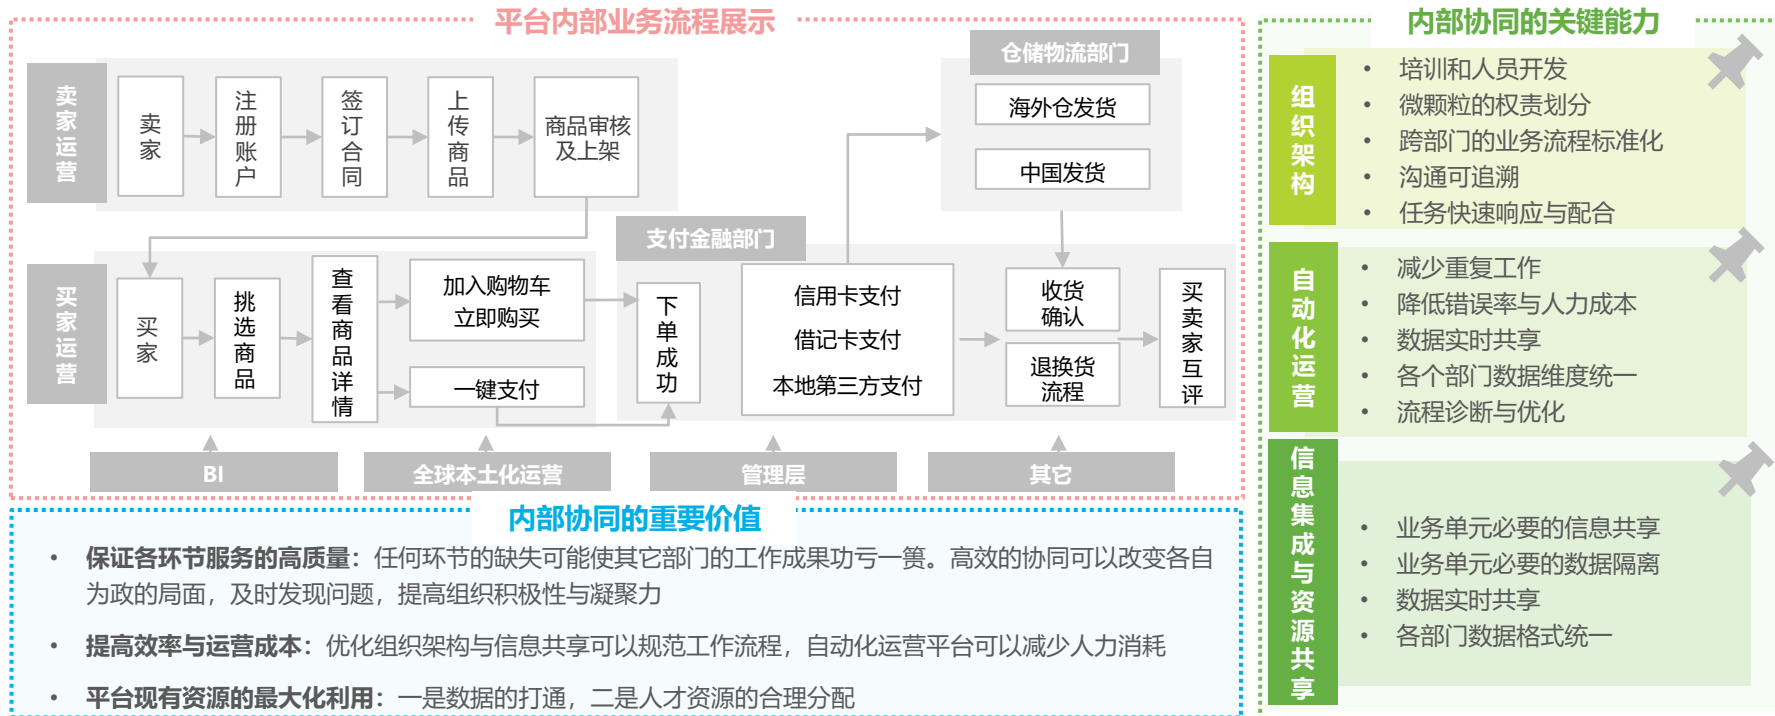 平台内部业务流程展示
卖家运营
卖家
注册账户
签订合同
上传商品
商品审核
及上架
仓储物流部门
海外仓发货
中国发货
买家运营
买家
挑选商品
查看商品详情
加入购物车
立即购买
一键支付
支付金融部门
下单成功
信用卡支付
借记卡支付
本地第三方支付
收货
确认
退换货
流程
买卖家互评
BI
全球本土化运营
管理层
其它
内部协同的重要价值
• 保证各环节服务的高质量：任何环节的缺失可能使其它部门的工作成果功亏一篑。高效的协同可以改变各自
为政的局面，及时发现问题，提高组织积极性与凝聚力
• 提高效率与运营成本：优化组织架构与信息共享可以规范工作流程，自动化运营平台可以减少人力消耗
• 平台现有资源的最大化利用：一是数据的打通，二是人才资源的合理分配
内部协同的关键能力
组织架构
• 培训和人员开发
• 微颗粒的权责划分
• 跨部门的业务流程标准化
• 沟通可追溯
• 任务快速响应与配合
自动化运营
• 减少重复工作
• 降低错误率与人力成本
• 数据实时共享
• 各个部门数据维度统一
• 流程诊断与优化
信息集成与资源共享
• 业务单元必要的信息共享
• 业务单元必要的数据隔离
• 数据实时共享
• 各部门数据格式统一